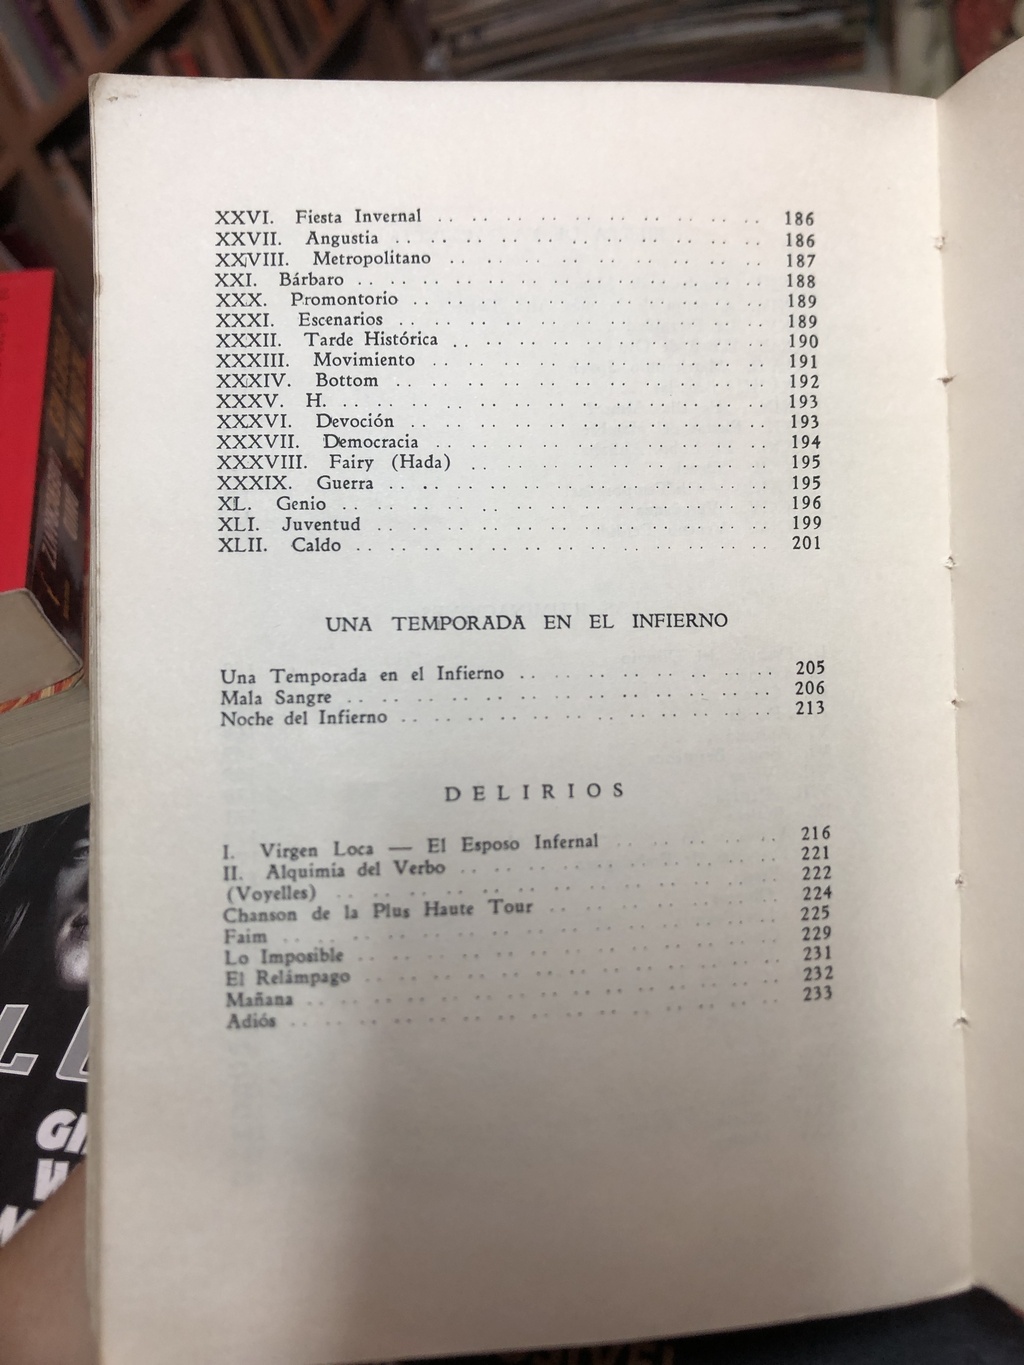 XXVI. Fiesta Invernal .. .. .. .. .. .. .. .. .. .. 186
XXVII. Angustia .. .. .. .. .. .. .. .. .. .. .. 186
XXVIII. Metropolitano .. .. .. .. .. .. .. .. .. 187
XXI. Bárbaro .. .. .. .. .. .. .. .. .. .. .. .. 188
XXX. Promontorio .. .. .. .. .. .. .. .. .. .. .. 189
XXXI. Escenarios .. .. .. .. .. .. .. .. .. .. .. 189
XXXII. Tarde Histórica .. .. .. .. .. .. .. .. .. 190
XXXIII. Movimiento .. .. .. .. .. .. .. .. .. .. 191
XXXIV. Bottom .. .. .. .. .. .. .. .. .. .. .. 192
XXXV. H. .. .. .. .. .. .. .. .. .. .. .. .. .. 193
XXXVI. Devoción .. .. .. .. .. .. .. .. .. .. .. 193
XXXVII. Democracia .. .. .. .. .. .. .. .. .. .. 194
XXXVIII. Fairy (Hada) .. .. .. .. .. .. .. .. .. 195
XXXIX. Guerra .. .. .. .. .. .. .. .. .. .. .. 195
XL. Genio .. .. .. .. .. .. .. .. .. .. .. .. .. 196
XLI. Juventud .. .. .. .. .. .. .. .. .. .. .. .. 199
XLII. Caldo .. .. .. .. .. .. .. .. .. .. .. .. 201
UNA TEMPORADA EN EL INFIERNO
Una Temporada en el Infierno .. .. .. .. .. .. .. .. 205
Mala Sangre .. .. .. .. .. .. .. .. .. .. .. .. 206
Noche del Infierno .. .. .. .. .. .. .. .. .. .. .. 213
DELIRIOS
I. Virgen Loca — El Esposo Infernal .. .. .. .. .. 216
II. Alquimia del Verbo .. .. .. .. .. .. .. .. .. 221
(Voyelles) .. .. .. .. .. .. .. .. .. .. .. .. 222
Chanson de la Plus Haute Tour .. .. .. .. .. .. .. 224
Faim .. .. .. .. .. .. .. .. .. .. .. .. .. .. 225
Lo Imposible .. .. .. .. .. .. .. .. .. .. .. .. 229
El Relámpago .. .. .. .. .. .. .. .. .. .. .. .. 231
Mañana .. .. .. .. .. .. .. .. .. .. .. .. .. 232
Adiós .. .. .. .. .. .. .. .. .. .. .. .. .. .. 233